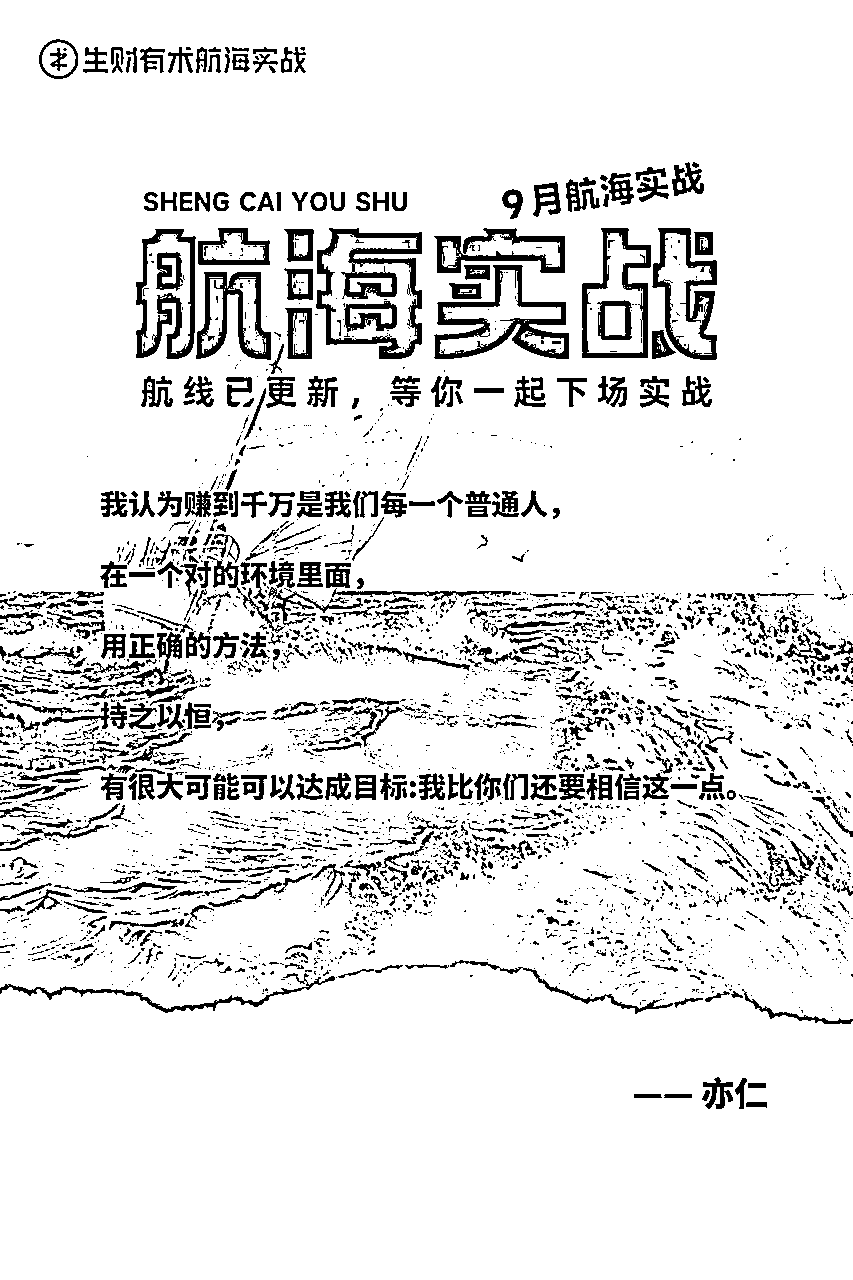 生财有术航海实战
SHENG CAI YOU SHU
9月航海实战
航海实战
航线已更新，等你一起下场实战
我认为赚到千万是我们每一个普通人，
在一个对的环境里面，
用正确的方法，
持之以恒，
有很大可能可以达成目标:我比你们还要相信这一点。
—— 亦仁